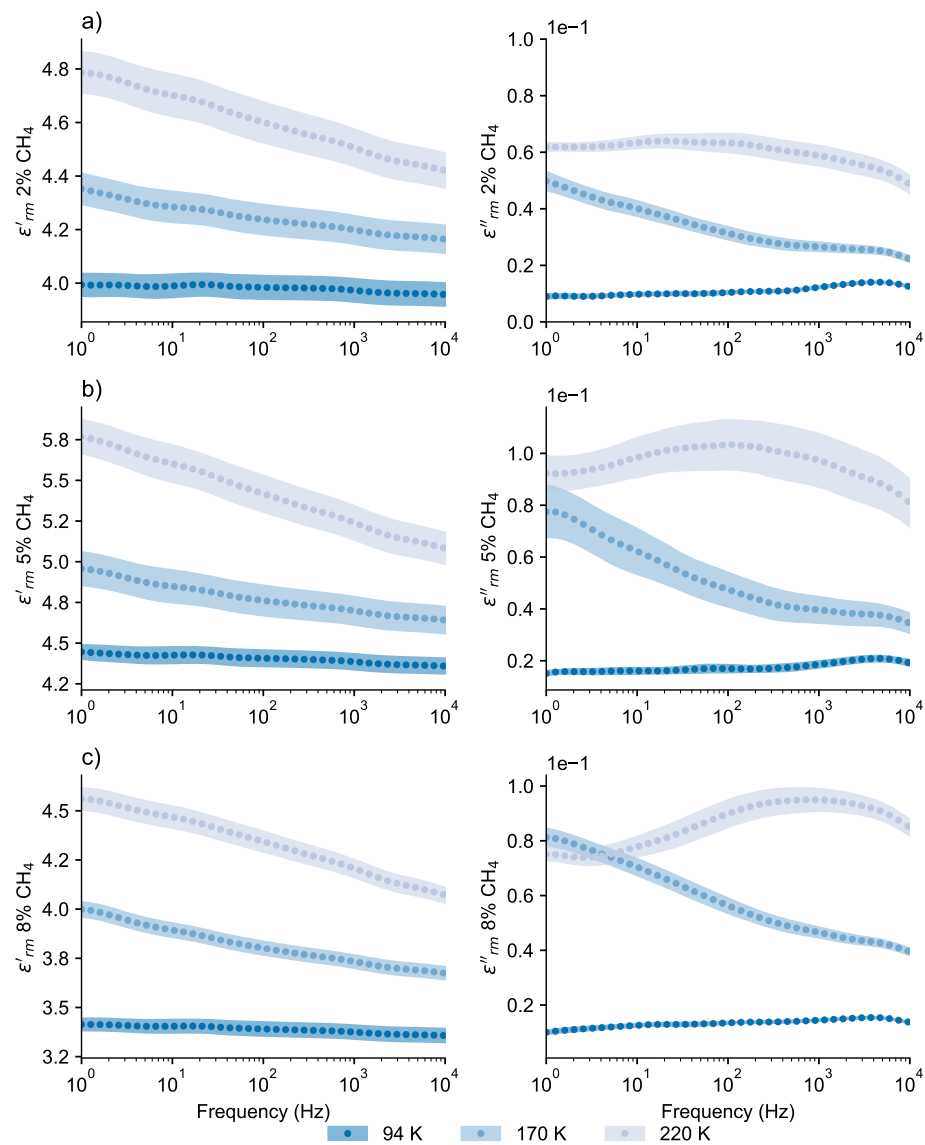 a)
1e−1
4.8
4.6
4.4
4.2
4.0
ε′rm 2% CH4
10^0 10^1 10^2 10^3 10^4
1.0
0.8
0.6
0.4
0.2
0.0
ε″rm 2% CH4
10^0 10^1 10^2 10^3 10^4
b)
1e−1
5.8
5.5
5.2
5.0
4.8
4.5
4.2
ε′rm 5% CH4
10^0 10^1 10^2 10^3 10^4
1.0
0.8
0.6
0.4
0.2
ε″rm 5% CH4
10^0 10^1 10^2 10^3 10^4
c)
1e−1
4.5
4.2
4.0
3.8
3.5
3.2
ε′rm 8% CH4
10^0 10^1 10^2 10^3 10^4
Frequency (Hz)
1.0
0.8
0.6
0.4
0.2
ε″rm 8% CH4
10^0 10^1 10^2 10^3 10^4
Frequency (Hz)
94 K 170 K 220 K